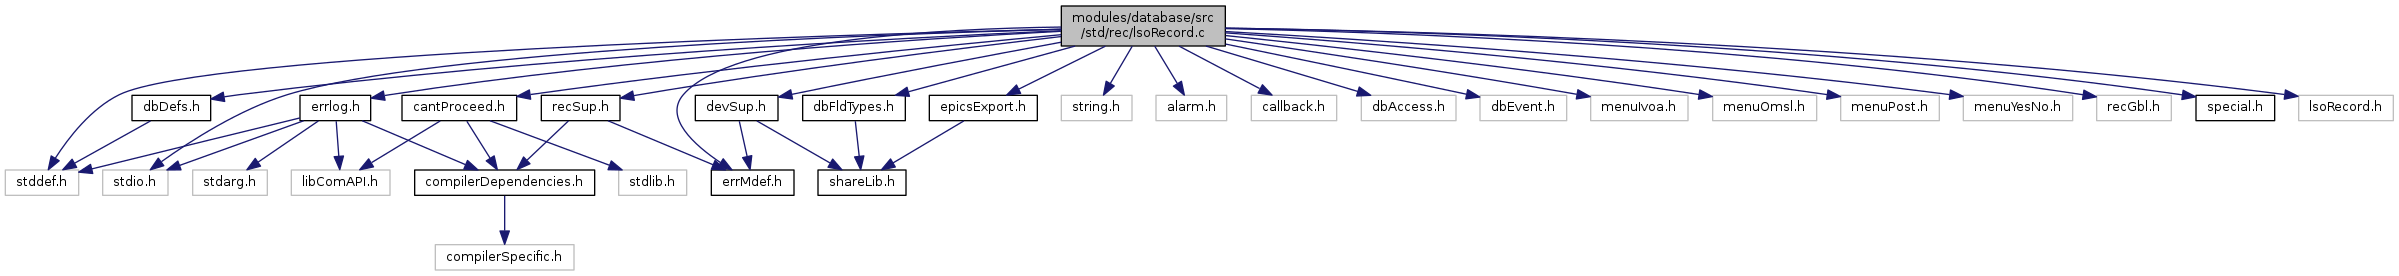 modules/database/src
/std/rec/lsoRecord.c
dbDefs.h
errlog.h
cantProceed.h
recSup.h
devSup.h
dbFldTypes.h
epicsExport.h
string.h
alarm.h
callback.h
dbAccess.h
dbEvent.h
menuIvoa.h
menuOmsl.h
menuPost.h
menuYesNo.h
recGbl.h
special.h
lsoRecord.h
stddef.h
stdio.h
stdarg.h
libComAPI.h
compilerDependencies.h
stdlib.h
errMdef.h
shareLib.h
compilerSpecific.h